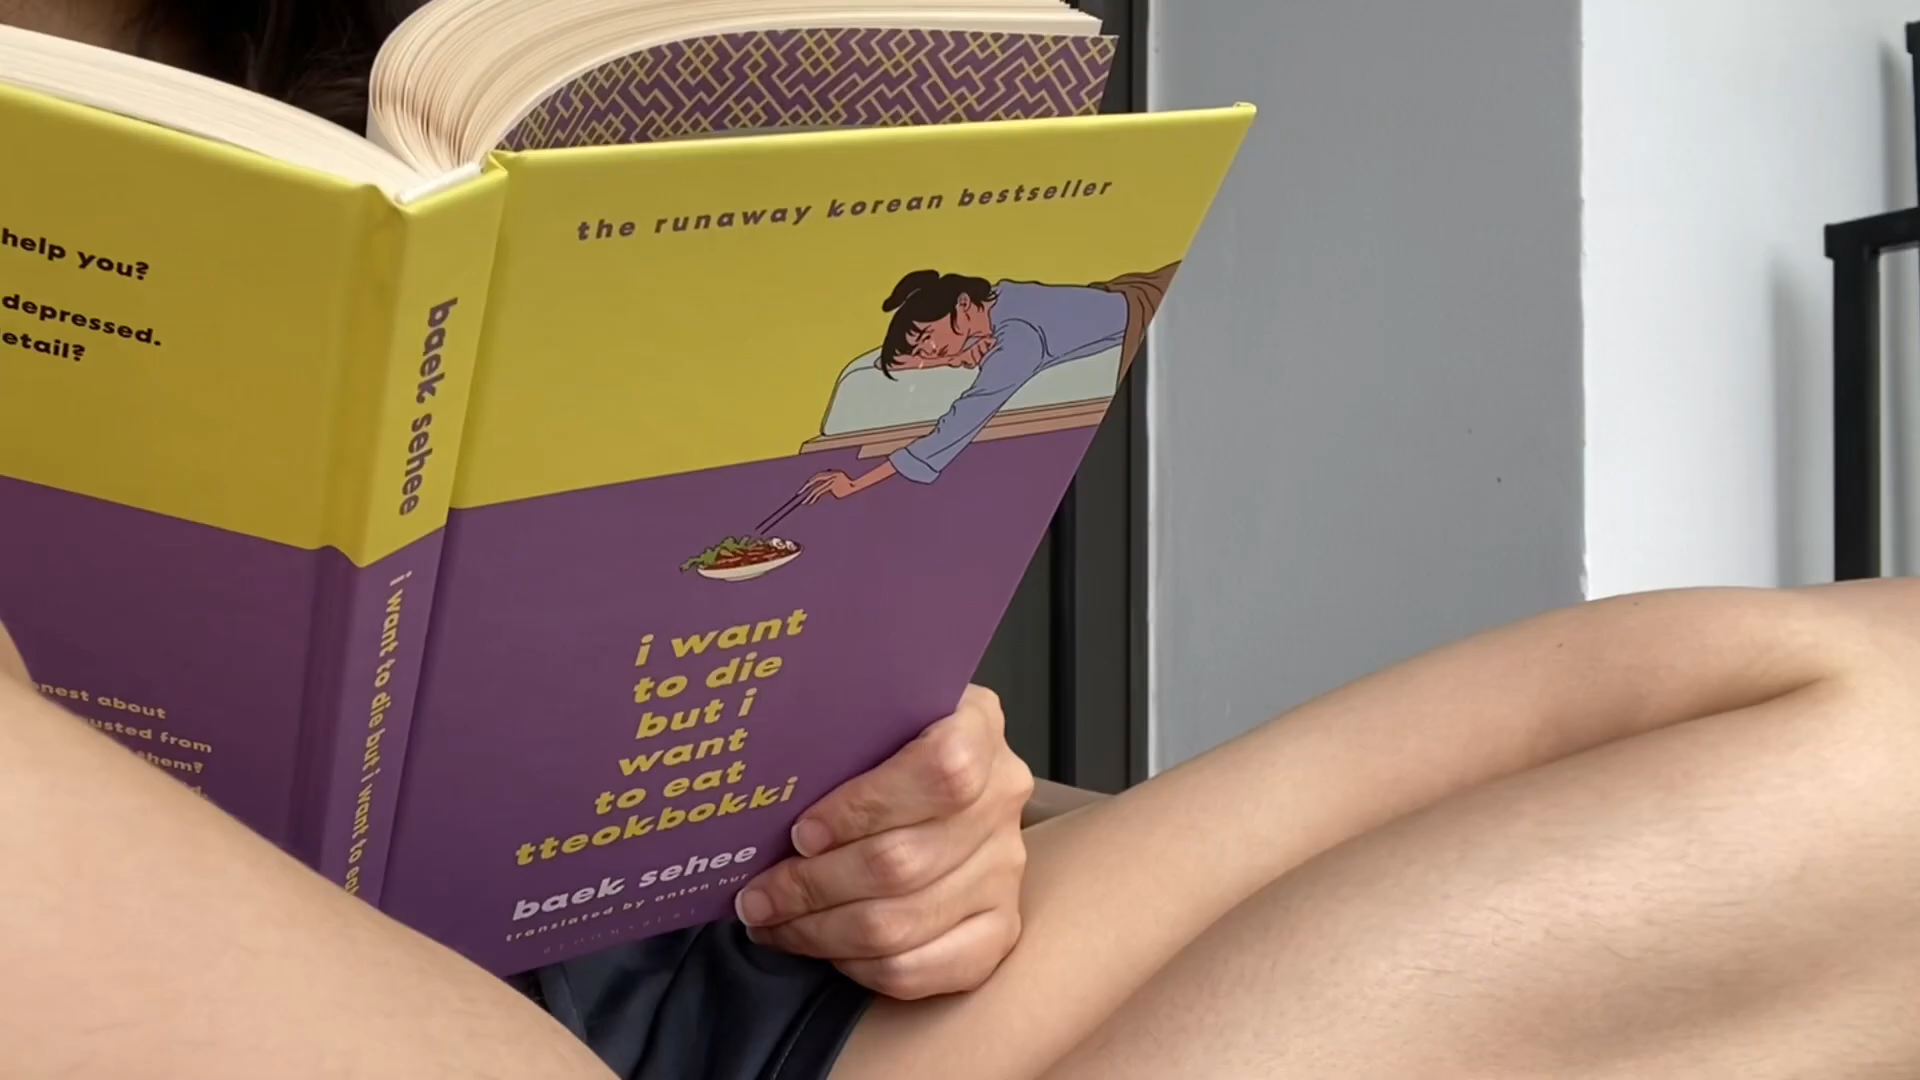 help you?
depressed.
etail?
nest about
usted from
them?
baek sehee
i want to die but i want to eat
the runaway korean bestseller
i want
to die
but i
want
to eat
tteokbokki
baek sehee
translated by anton hur